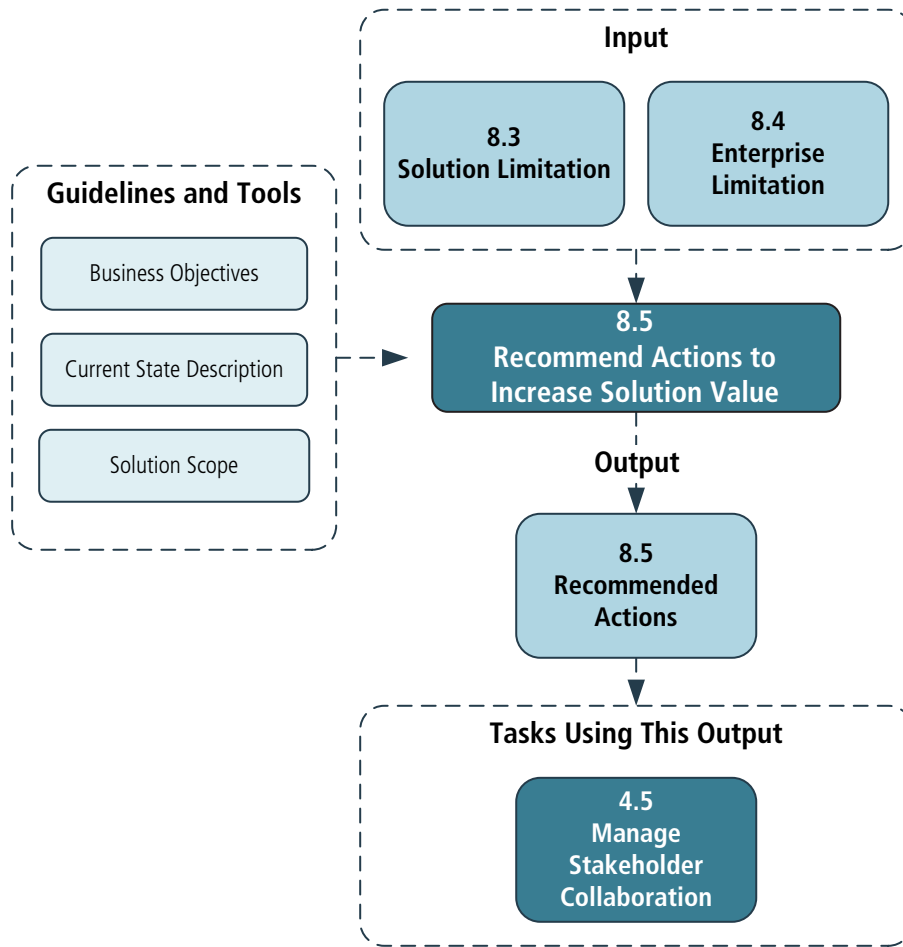 Input
8.3
Solution Limitation
8.4
Enterprise
Limitation
Guidelines and Tools
Business Objectives
Current State Description
Solution Scope
8.5
Recommend Actions to
Increase Solution Value
Output
8.5
Recommended
Actions
Tasks Using This Output
4.5
Manage
Stakeholder
Collaboration